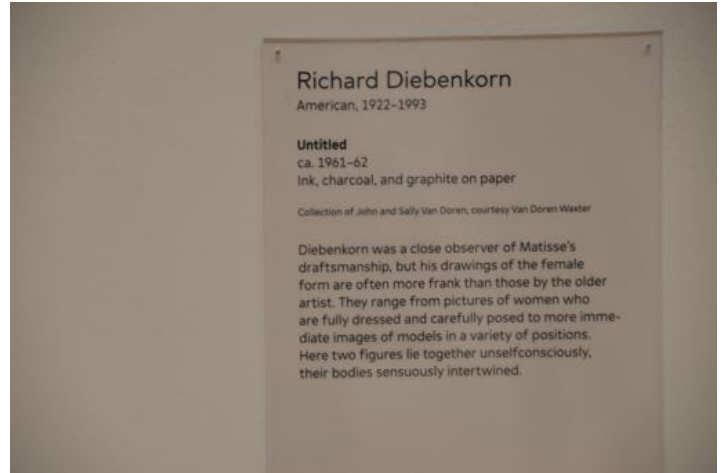 Richard Diebenkorn
American, 1922–1993
Untitled
ca. 1961–62
Ink, charcoal, and graphite on paper
Collection of John and Sally Van Doren, courtesy Van Doren Waxter
Diebenkorn was a close observer of Matisse's
draftsmanship, but his drawings of the female
form are often more frank than those by the older
artist. They range from pictures of women who
are fully dressed and carefully posed to more imme-
diate images of models in a variety of positions.
Here two figures lie together unselfconsciously,
their bodies sensuously intertwined.